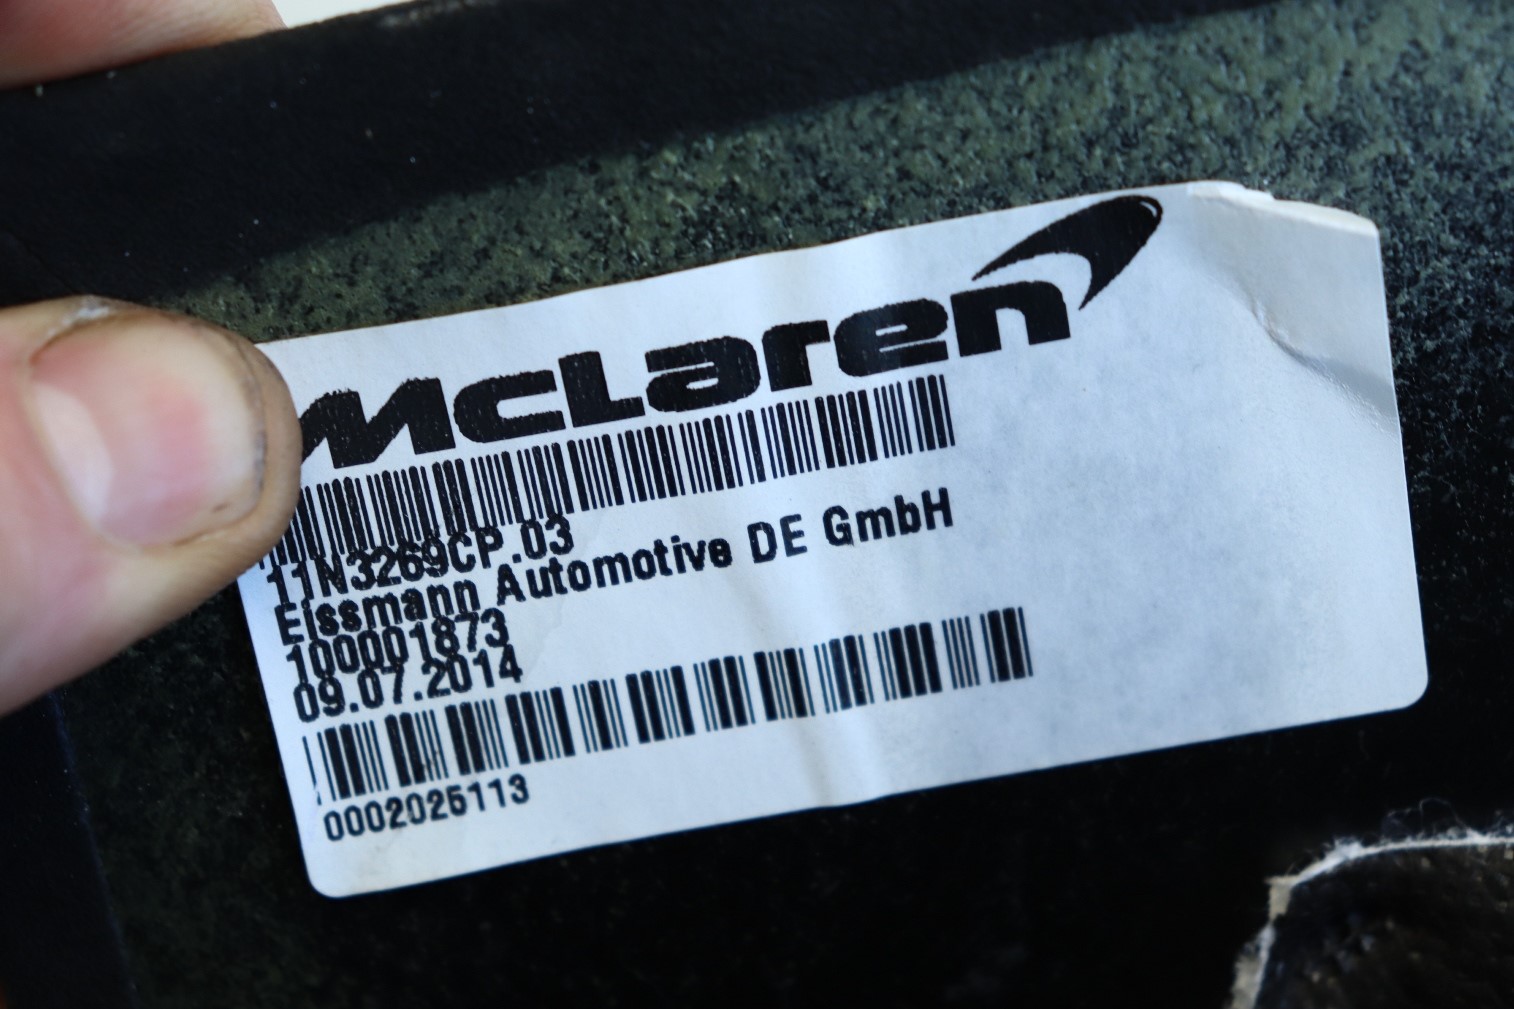 McLaren
11N3269CP.03
Eissmann Automotive DE GmbH
100001873
09.07.2014
0002025113